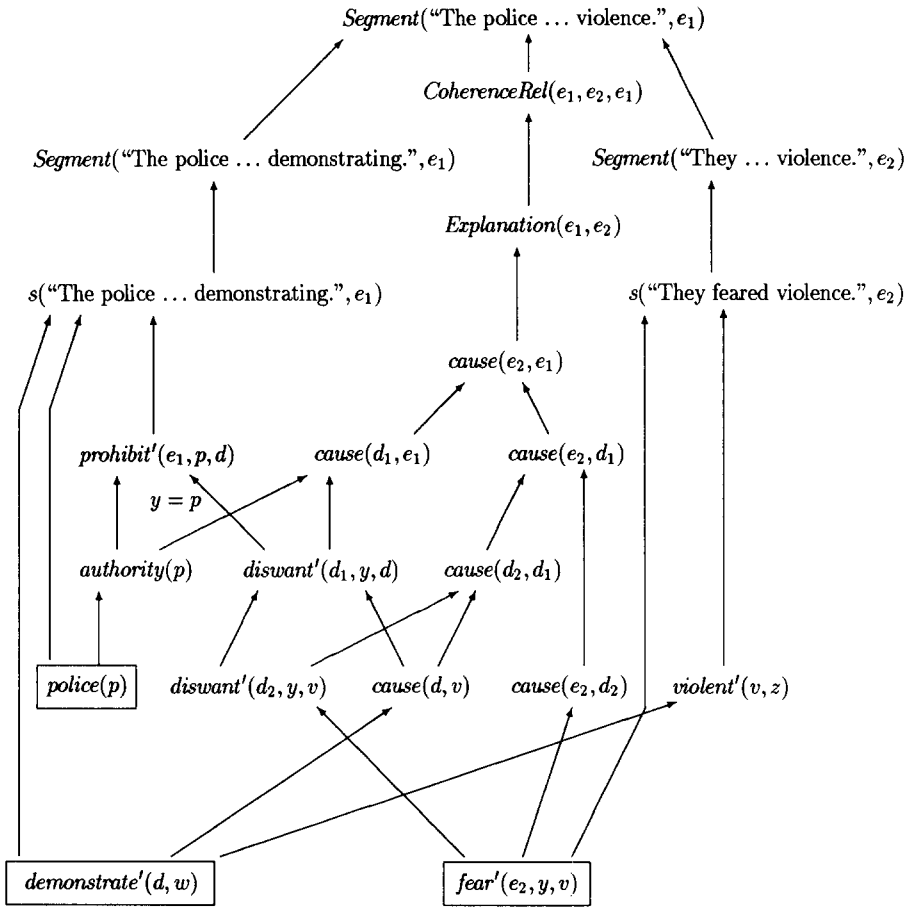 Segment(“The police … violence.”, e₁)
CoherenceRel(e₁, e₂, e₁)
Segment(“The police … demonstrating.”, e₁) Segment(“They … violence.”, e₂)
Explanation(e₁, e₂)
s(“The police … demonstrating.”, e₁) s(“They feared violence.”, e₂)
cause(e₂, e₁)
prohibit′(e₁, p, d) cause(d₁, e₁) cause(e₂, d₁)
y = p
authority(p) diswant′(d₁, y, d) cause(d₂, d₁)
police(p) diswant′(d₂, y, v) cause(d, v) cause(e₂, d₂) violent′(v, z)
demonstrate′(d, w) fear′(e₂, y, v)